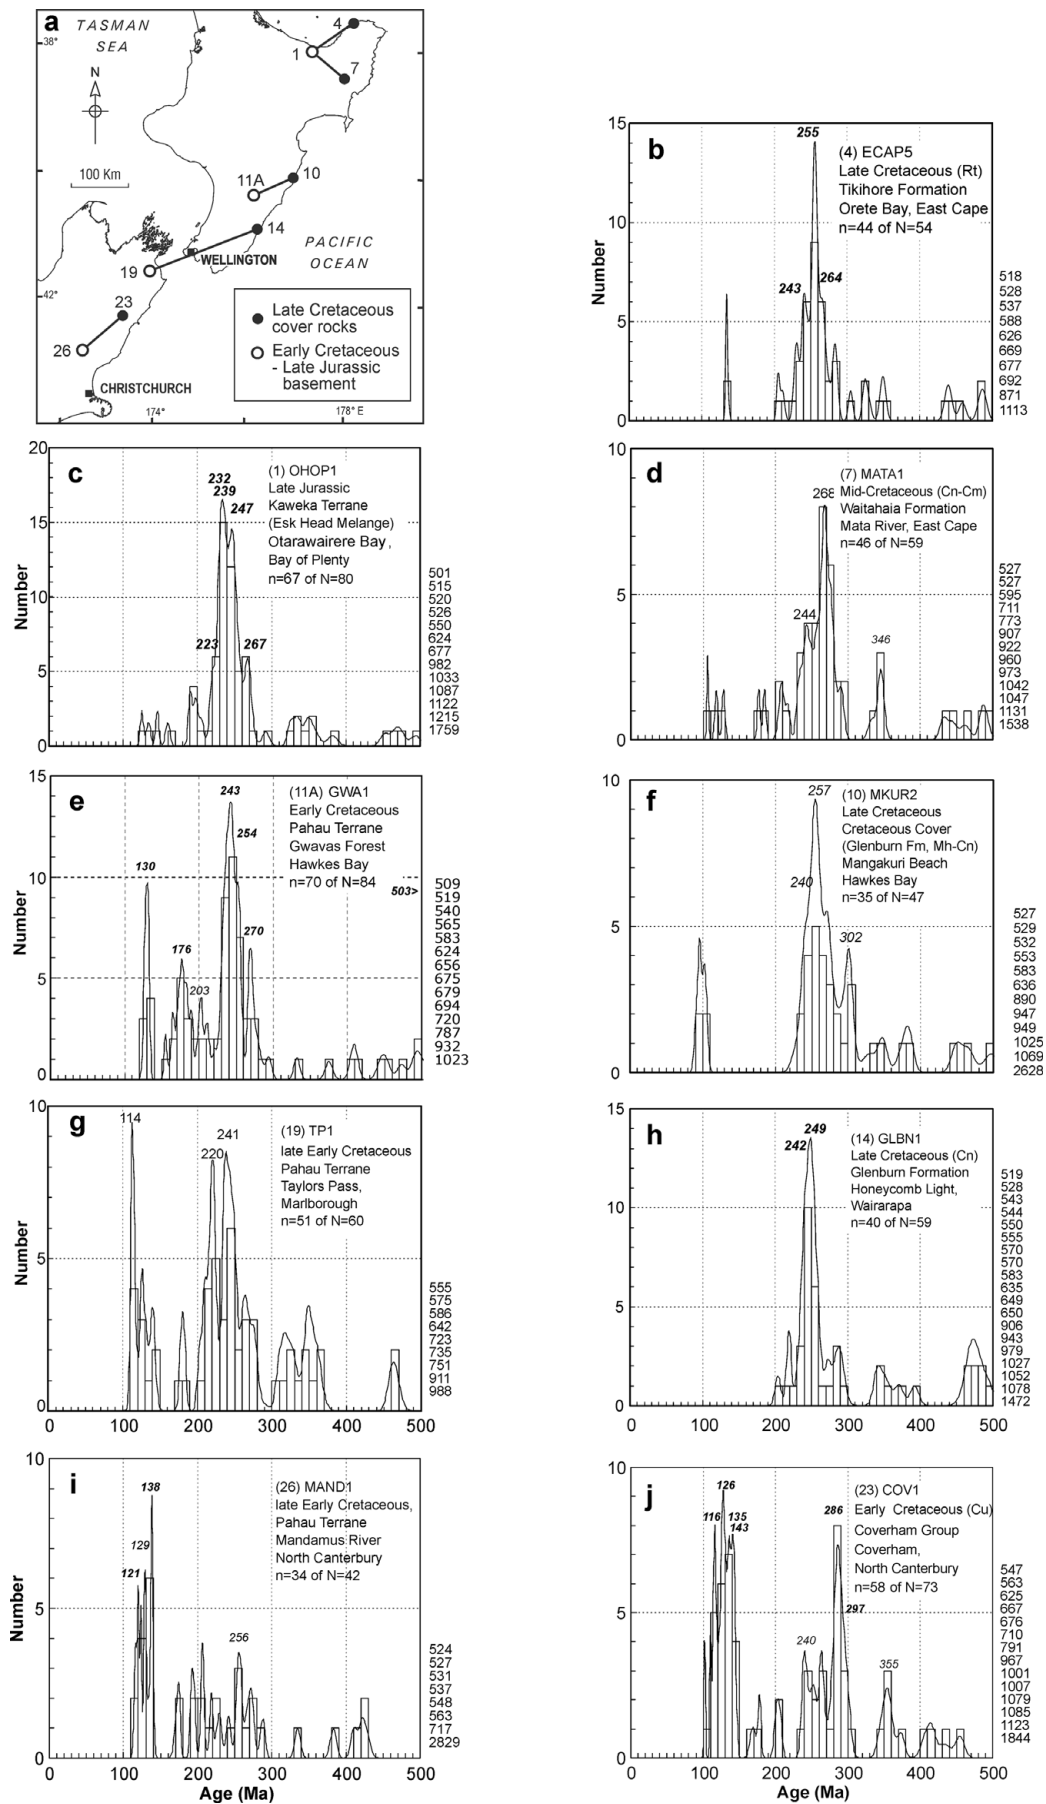 a
TASMAN
SEA
4
38°
1
7
N
100 Km
11A
10
14
PACIFIC
OCEAN
WELLINGTON
19
42°
23
26
Late Cretaceous
cover rocks
Early Cretaceous
- Late Jurassic
basement
CHRISTCHURCH
174°
178° E
b
(4) ECAP5
Late Cretaceous (Rt)
Tikihore Formation
Orete Bay, East Cape
n=44 of N=54
255
243
264
15
10
5
0
Number
518
528
537
588
626
669
677
692
871
1113
c
(1) OHOP1
Late Jurassic
Kaweka Terrane
(Esk Head Melange)
Otarawairere Bay,
Bay of Plenty
n=67 of N=80
232
239
247
223
267
20
15
10
5
0
Number
501
515
520
526
550
624
677
982
1033
1087
1122
1215
1759
d
(7) MATA1
Mid-Cretaceous (Cn-Cm)
Waitahaia Formation
Mata River, East Cape
n=46 of N=59
268
244
346
10
5
0
527
527
595
711
773
907
922
960
973
1042
1047
1131
1538
e
(11A) GWA1
Early Cretaceous
Pahau Terrane
Gwavas Forest
Hawkes Bay
n=70 of N=84
243
254
130
176
203
270
503>
15
10
5
0
Number
509
519
540
565
583
624
656
675
679
694
720
787
932
1023
f
(10) MKUR2
Late Cretaceous
Cretaceous Cover
(Glenburn Fm, Mh-Cn)
Mangakuri Beach
Hawkes Bay
n=35 of N=47
257
240
302
10
5
0
527
529
532
553
583
636
890
947
949
1025
1069
2628
g
(19) TP1
late Early Cretaceous
Pahau Terrane
Taylors Pass,
Marlborough
n=51 of N=60
114
220
241
10
5
0
Number
0 100 200 300 400 500
555
575
586
642
723
735
751
911
988
h
(14) GLBN1
Late Cretaceous (Cn)
Glenburn Formation
Honeycomb Light,
Wairarapa
n=40 of N=59
249
242
15
10
5
0
100 200 300 400 500
519
528
543
544
550
555
570
570
583
635
649
650
906
943
979
1027
1052
1078
1472
i
(26) MAND1
late Early Cretaceous,
Pahau Terrane
Mandamus River
North Canterbury
n=34 of N=42
138
129
121
256
10
5
0
Number
0 100 200 300 400 500
Age (Ma)
524
527
531
537
548
563
717
2829
j
(23) COV1
Early Cretaceous (Cu)
Coverham Group
Coverham,
North Canterbury
n=58 of N=73
126
116
135
143
286
297
240
355
10
5
0
0 100 200 300 400 500
Age (Ma)
547
563
625
667
676
710
791
967
1001
1007
1079
1085
1123
1844